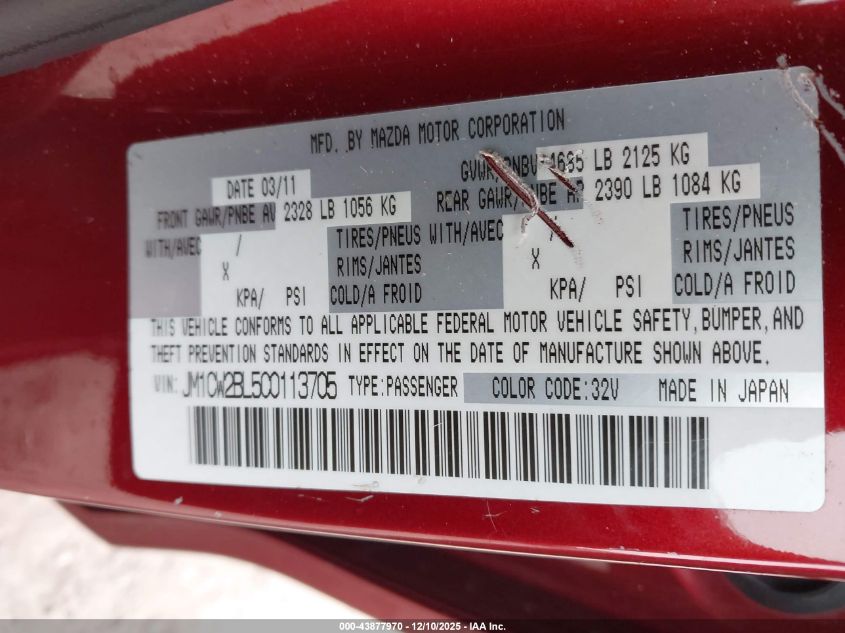 MFD. BY MAZDA MOTOR CORPORATION
DATE 03/11
LB 2125 KG
FRONT GAWR/PNBE AV 2328 LB 1056 KG
REAR GAWR/PNBE 2390 LB 1084 KG
WITH/AVEC / TIRES/PNEUS WITH/AVEC / TIRES/PNEUS
X RIMS/JANTES X RIMS/JANTES
KPA/ PSI COLD/A FROID KPA/ PSI COLD/A FROID
THIS VEHICLE CONFORMS TO ALL APPLICABLE FEDERAL MOTOR VEHICLE SAFETY, BUMPER, AND
THEFT PREVENTION STANDARDS IN EFFECT ON THE DATE OF MANUFACTURE SHOWN ABOVE.
VIN: JM1CW2BL5C0113705 TYPE:PASSENGER COLOR CODE:32V MADE IN JAPAN
000-43877970 - 12/10/2025 - IAAI.COM